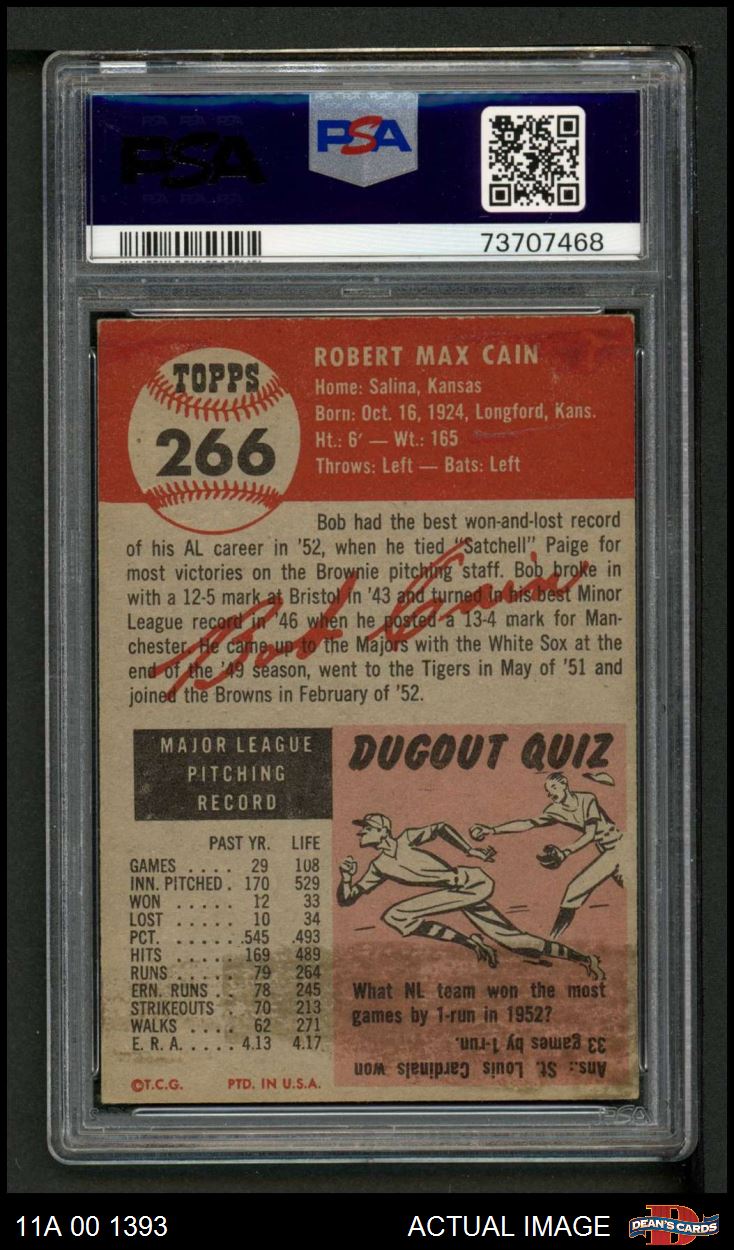 PSA
PSA
73707468
TOPPS
266
ROBERT MAX CAIN
Home: Salina, Kansas
Born: Oct. 16, 1924, Longford, Kans.
Ht.: 6' — Wt.: 165
Throws: Left — Bats: Left
Bob had the best won-and-lost record
of his AL career in '52, when he tied "Satchell" Paige for
most victories on the Brownie pitching staff. Bob broke in
with a 12-5 mark at Bristol in '43 and turned in his best Minor
League record in '46 when he posted a 13-4 mark for Man-
chester. He came up to the Majors with the White Sox at the
end of the '49 season, went to the Tigers in May of '51 and
joined the Browns in February of '52.
Bob Cain
MAJOR LEAGUE
PITCHING
RECORD
PAST YR. LIFE
GAMES . . . . 29 108
INN. PITCHED . 170 529
WON . . . . . 12 33
LOST . . . . . 10 34
PCT. . . . . . .545 .493
HITS . . . . . 169 489
RUNS . . . . . 79 264
ERN. RUNS . . 78 245
STRIKEOUTS . 70 213
WALKS . . . . 62 271
E. R. A. . . . . 4.13 4.17
©T.C.G. PTD. IN U.S.A.
DUGOUT QUIZ
What NL team won the most
games by 1-run in 1952?
Ans.: St. Louis Cardinals won
33 games by 1-run.
PSA
11A 00 1393
ACTUAL IMAGE
D
DEAN'S CARDS